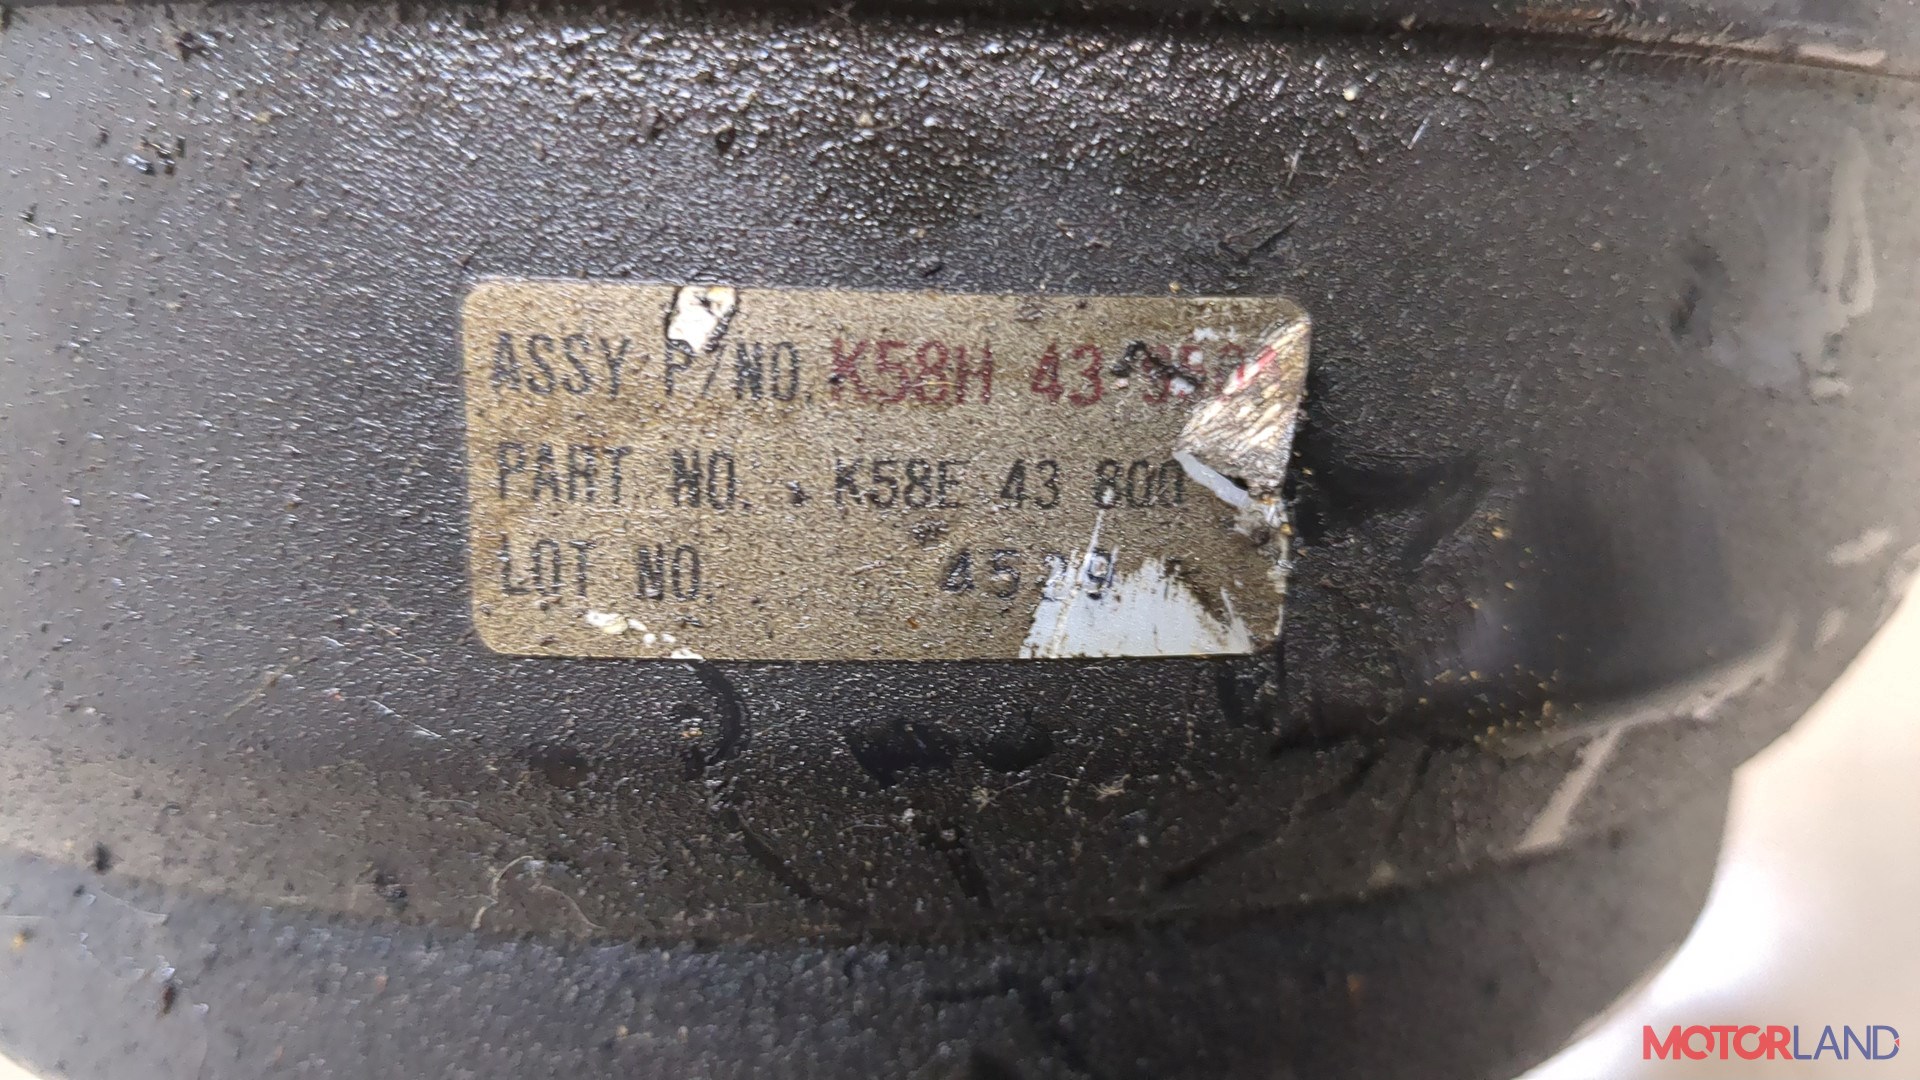 ASSY P/NO. K58H 43
PART NO. K58E 43 800
LOT NO.
MOTORLAND